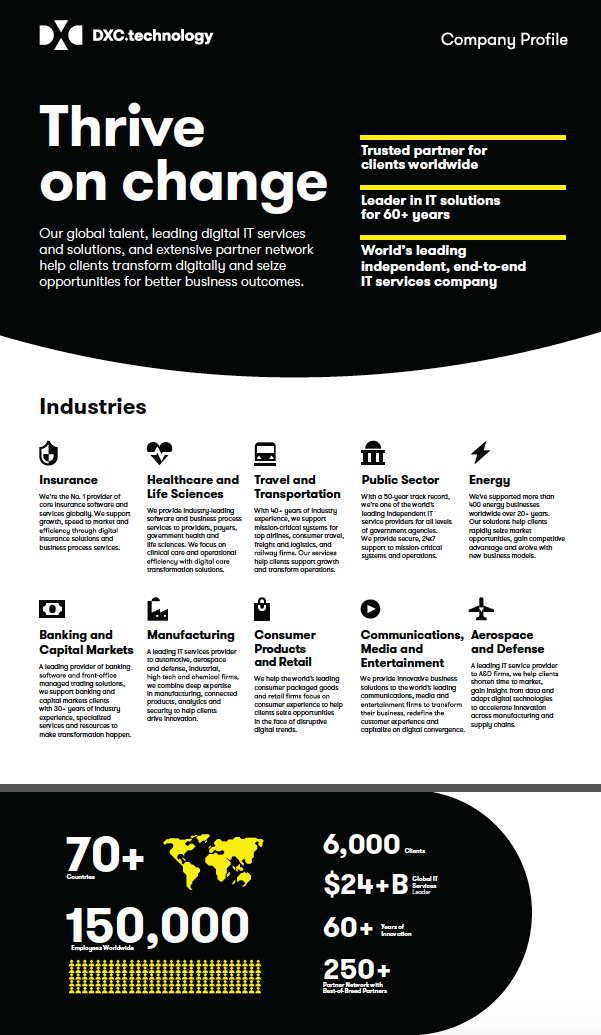 DXC.technology
Company Profile
Thrive
on change
Our global talent, leading digital IT services
and solutions, and extensive partner network
help clients transform digitally and seize
opportunities for better business outcomes.
Trusted partner for
clients worldwide
Leader in IT solutions
for 60+ years
World's leading
independent, end-to-end
IT services company
Industries
Insurance
We're the No. 1 provider of
core insurance software and
services globally. We support
growth, speed to market and
efficiency through digital
insurance solutions and
business process services.
Healthcare and
Life Sciences
We provide industry-leading
software and business process
services to providers, payers,
government health and
life sciences. We focus on
clinical care and operational
efficiency with digital care
transformation solutions.
Travel and
Transportation
With 40+ years of industry
experience, we support
mission-critical systems for
top airlines, consumer travel,
freight and logistics, and
railway firms. Our services
help clients support growth
and transform operations.
Public Sector
With a 50-year track record,
we're one of the world's
leading independent IT
service providers for all levels
of government agencies.
We provide secure, 24x7
support to mission-critical
systems and operations.
Energy
We've supported more than
400 energy businesses
worldwide over 20+ years.
Our solutions help clients
rapidly seize market
opportunities, gain competitive
advantage and evolve with
new business models.
Banking and
Capital Markets
A leading provider of banking
software and front-office
managed trading solutions,
we support banking and
capital markets clients
with 30+ years of industry
experience, specialized
services and resources to
make transformation happen.
Manufacturing
A leading IT services provider
to automotive, aerospace
and defense, industrial,
high tech and chemical firms,
we combine deep expertise
in manufacturing, connected
products, analytics and
security to help clients
drive innovation.
Consumer
Products
and Retail
We help the world's leading
consumer packaged goods
and retail firms focus on
consumer experience to help
clients seize opportunities
in the face of disruptive
digital trends.
Communications,
Media and
Entertainment
We provide innovative business
solutions to the world's leading
communications, media and
entertainment firms to transform
their business, redefine the
customer experience and
capitalize on digital convergence.
Aerospace
and Defense
A leading IT service provider
to A&D firms, we help clients
shorten time to market,
gain insight from data and
adopt digital technologies
to accelerate innovation
across manufacturing and
supply chains.
70+
Countries
150,000
Employees Worldwide
6,000 Clients
$24+B Global IT
Services
Leader
60+ Years of
Innovation
250+
Partner Network with
Best-of-Breed Partners